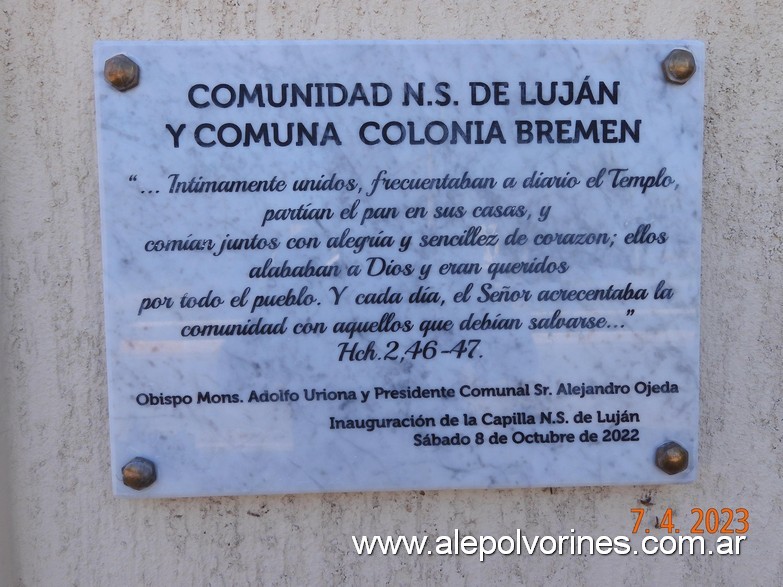 COMUNIDAD N.S. DE LUJÁN
Y COMUNA COLONIA BREMEN
"... Intimamente unidos, frecuentaban a diario el Templo,
partían el pan en sus casas, y
comían juntos con alegría y sencillez de corazon; ellos
alababan a Dios y eran queridos
por todo el pueblo. Y cada día, el Señor acrecentaba la
comunidad con aquellos que debían salvarse..."
Hch.2,46-47.
Obispo Mons. Adolfo Uriona y Presidente Comunal Sr. Alejandro Ojeda
Inauguración de la Capilla N.S. de Luján
Sábado 8 de Octubre de 2022
7. 4. 2023
www.alepolvorines.com.ar